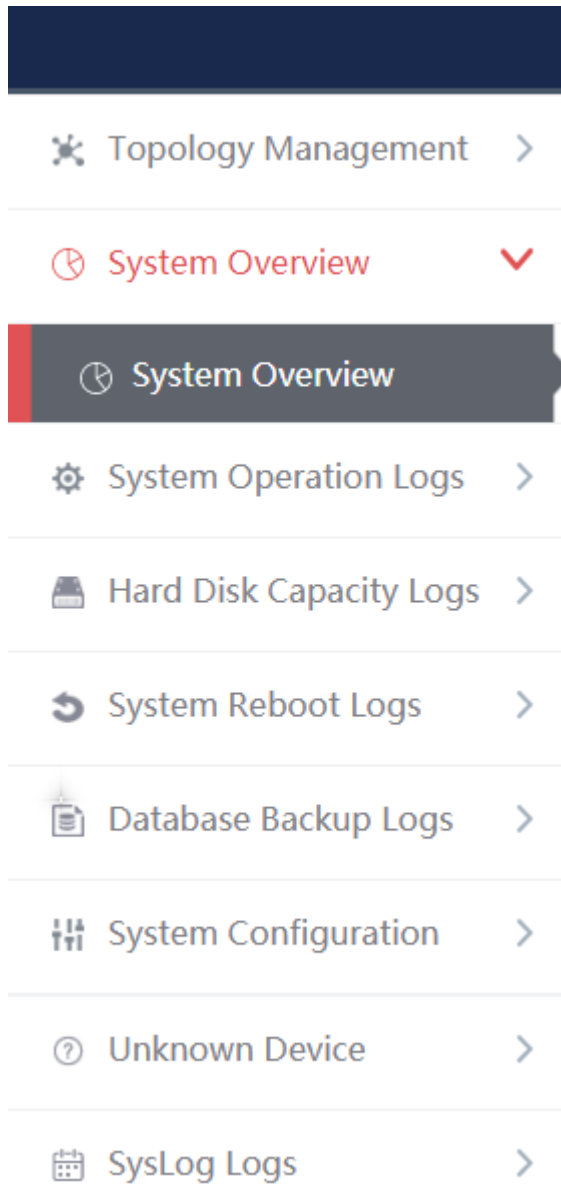 Topology Management
System Overview
System Overview
System Operation Logs
Hard Disk Capacity Logs
System Reboot Logs
Database Backup Logs
System Configuration
Unknown Device
SysLog Logs